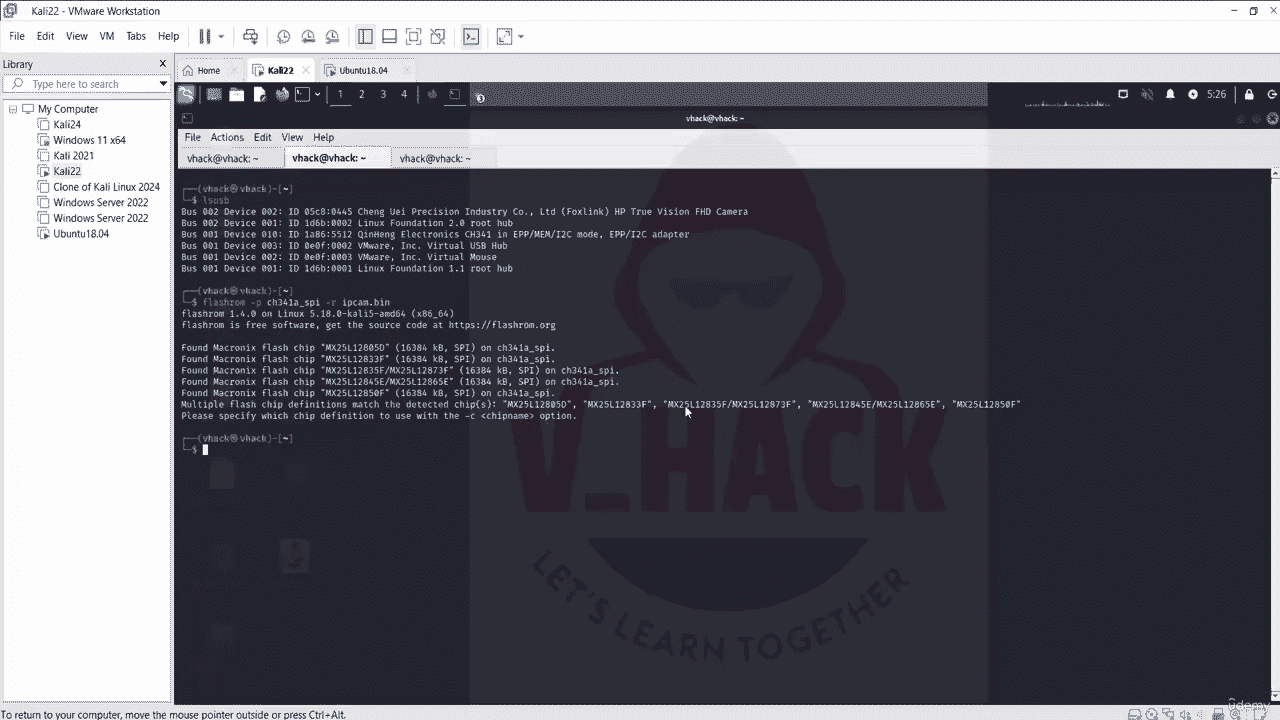 Kali22 - VMware Workstation
File Edit View VM Tabs Help
Library X
Home Kali22 Ubuntu18.04
Type here to search
1 2 3 4
5:26
My Computer
Kali24
Windows 11 x64
Kali 2021
Kali22
Clone of Kali Linux 2024
Windows Server 2022
Windows Server 2022
Ubuntu18.04
vhack@vhack: ~
File Actions Edit View Help
vhack@vhack: ~ vhack@vhack: ~ vhack@vhack: ~
(vhack㉿vhack)-[~]
$ lsusb
Bus 002 Device 002: ID 05c8:0445 Cheng Uei Precision Industry Co., Ltd (Foxlink) HP True Vision FHD Camera
Bus 002 Device 001: ID 1d6b:0002 Linux Foundation 2.0 root hub
Bus 001 Device 010: ID 1a86:5512 QinHeng Electronics CH341 in EPP/MEM/I2C mode, EPP/I2C adapter
Bus 001 Device 003: ID 0e0f:0002 VMware, Inc. Virtual USB Hub
Bus 001 Device 002: ID 0e0f:0003 VMware, Inc. Virtual Mouse
Bus 001 Device 001: ID 1d6b:0001 Linux Foundation 1.1 root hub
(vhack㉿vhack)-[~]
$ flashrom -p ch341a_spi -r ipcam.bin
flashrom 1.4.0 on Linux 5.18.0-kali5-amd64 (x86_64)
flashrom is free software, get the source code at https://flashrom.org
Found Macronix flash chip "MX25L12805D" (16384 kB, SPI) on ch341a_spi.
Found Macronix flash chip "MX25L12833F" (16384 kB, SPI) on ch341a_spi.
Found Macronix flash chip "MX25L12835F/MX25L12873F" (16384 kB, SPI) on ch341a_spi.
Found Macronix flash chip "MX25L12845E/MX25L12865E" (16384 kB, SPI) on ch341a_spi.
Found Macronix flash chip "MX25L12850F" (16384 kB, SPI) on ch341a_spi.
Multiple flash chip definitions match the detected chip(s): "MX25L12805D", "MX25L12833F", "MX25L12835F/MX25L12873F", "MX25L12845E/MX25L12865E", "MX25L12850F"
Please specify which chip definition to use with the -c <chipname> option.
(vhack㉿vhack)-[~]
$
V_HACK
LET'S LEARN TOGETHER
To return to your computer, move the mouse pointer outside or press Ctrl+Alt.
ûdemy